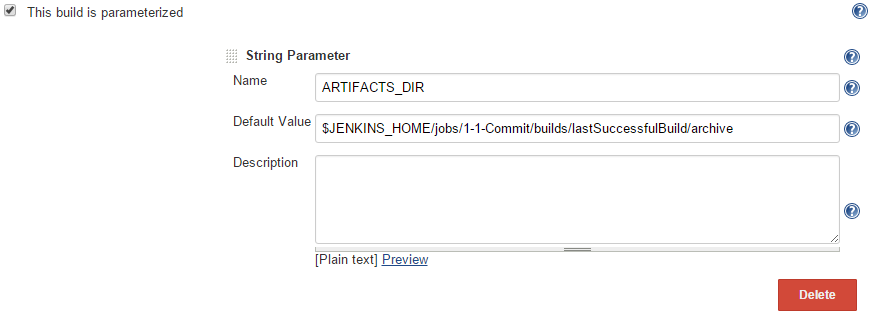 This build is parameterized
String Parameter
Name
ARTIFACTS_DIR
Default Value
$JENKINS_HOME/jobs/1-1-Commit/builds/lastSuccessfulBuild/archive
Description
[Plain text] Preview
Delete